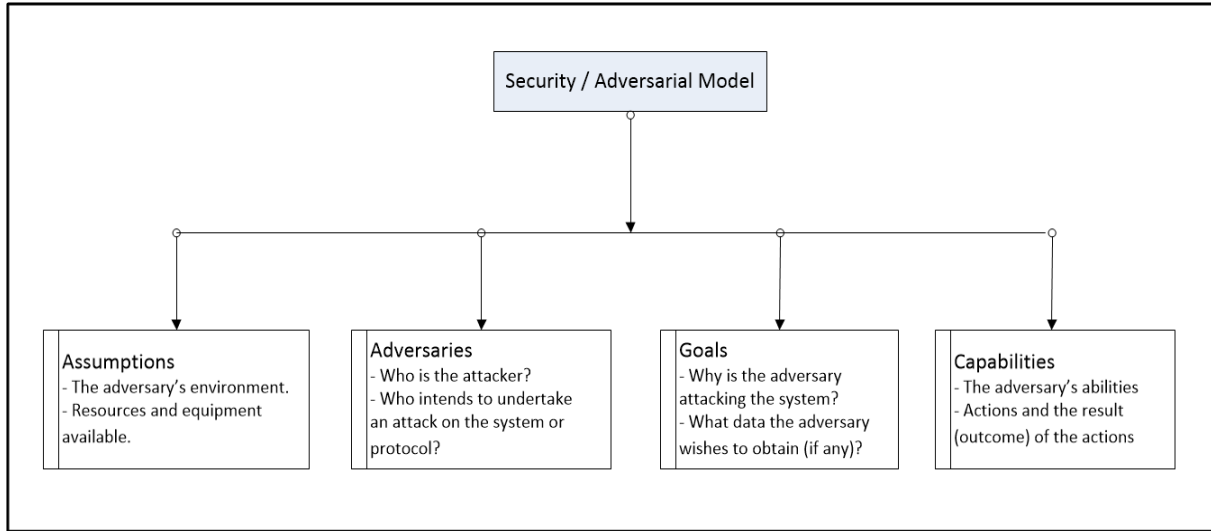 Security / Adversarial Model
Assumptions
- The adversary’s environment.
- Resources and equipment
available.
Adversaries
- Who is the attacker?
- Who intends to undertake
an attack on the system or
protocol?
Goals
- Why is the adversary
attacking the system?
- What data the adversary
wishes to obtain (if any)?
Capabilities
- The adversary’s abilities
- Actions and the result
(outcome) of the actions